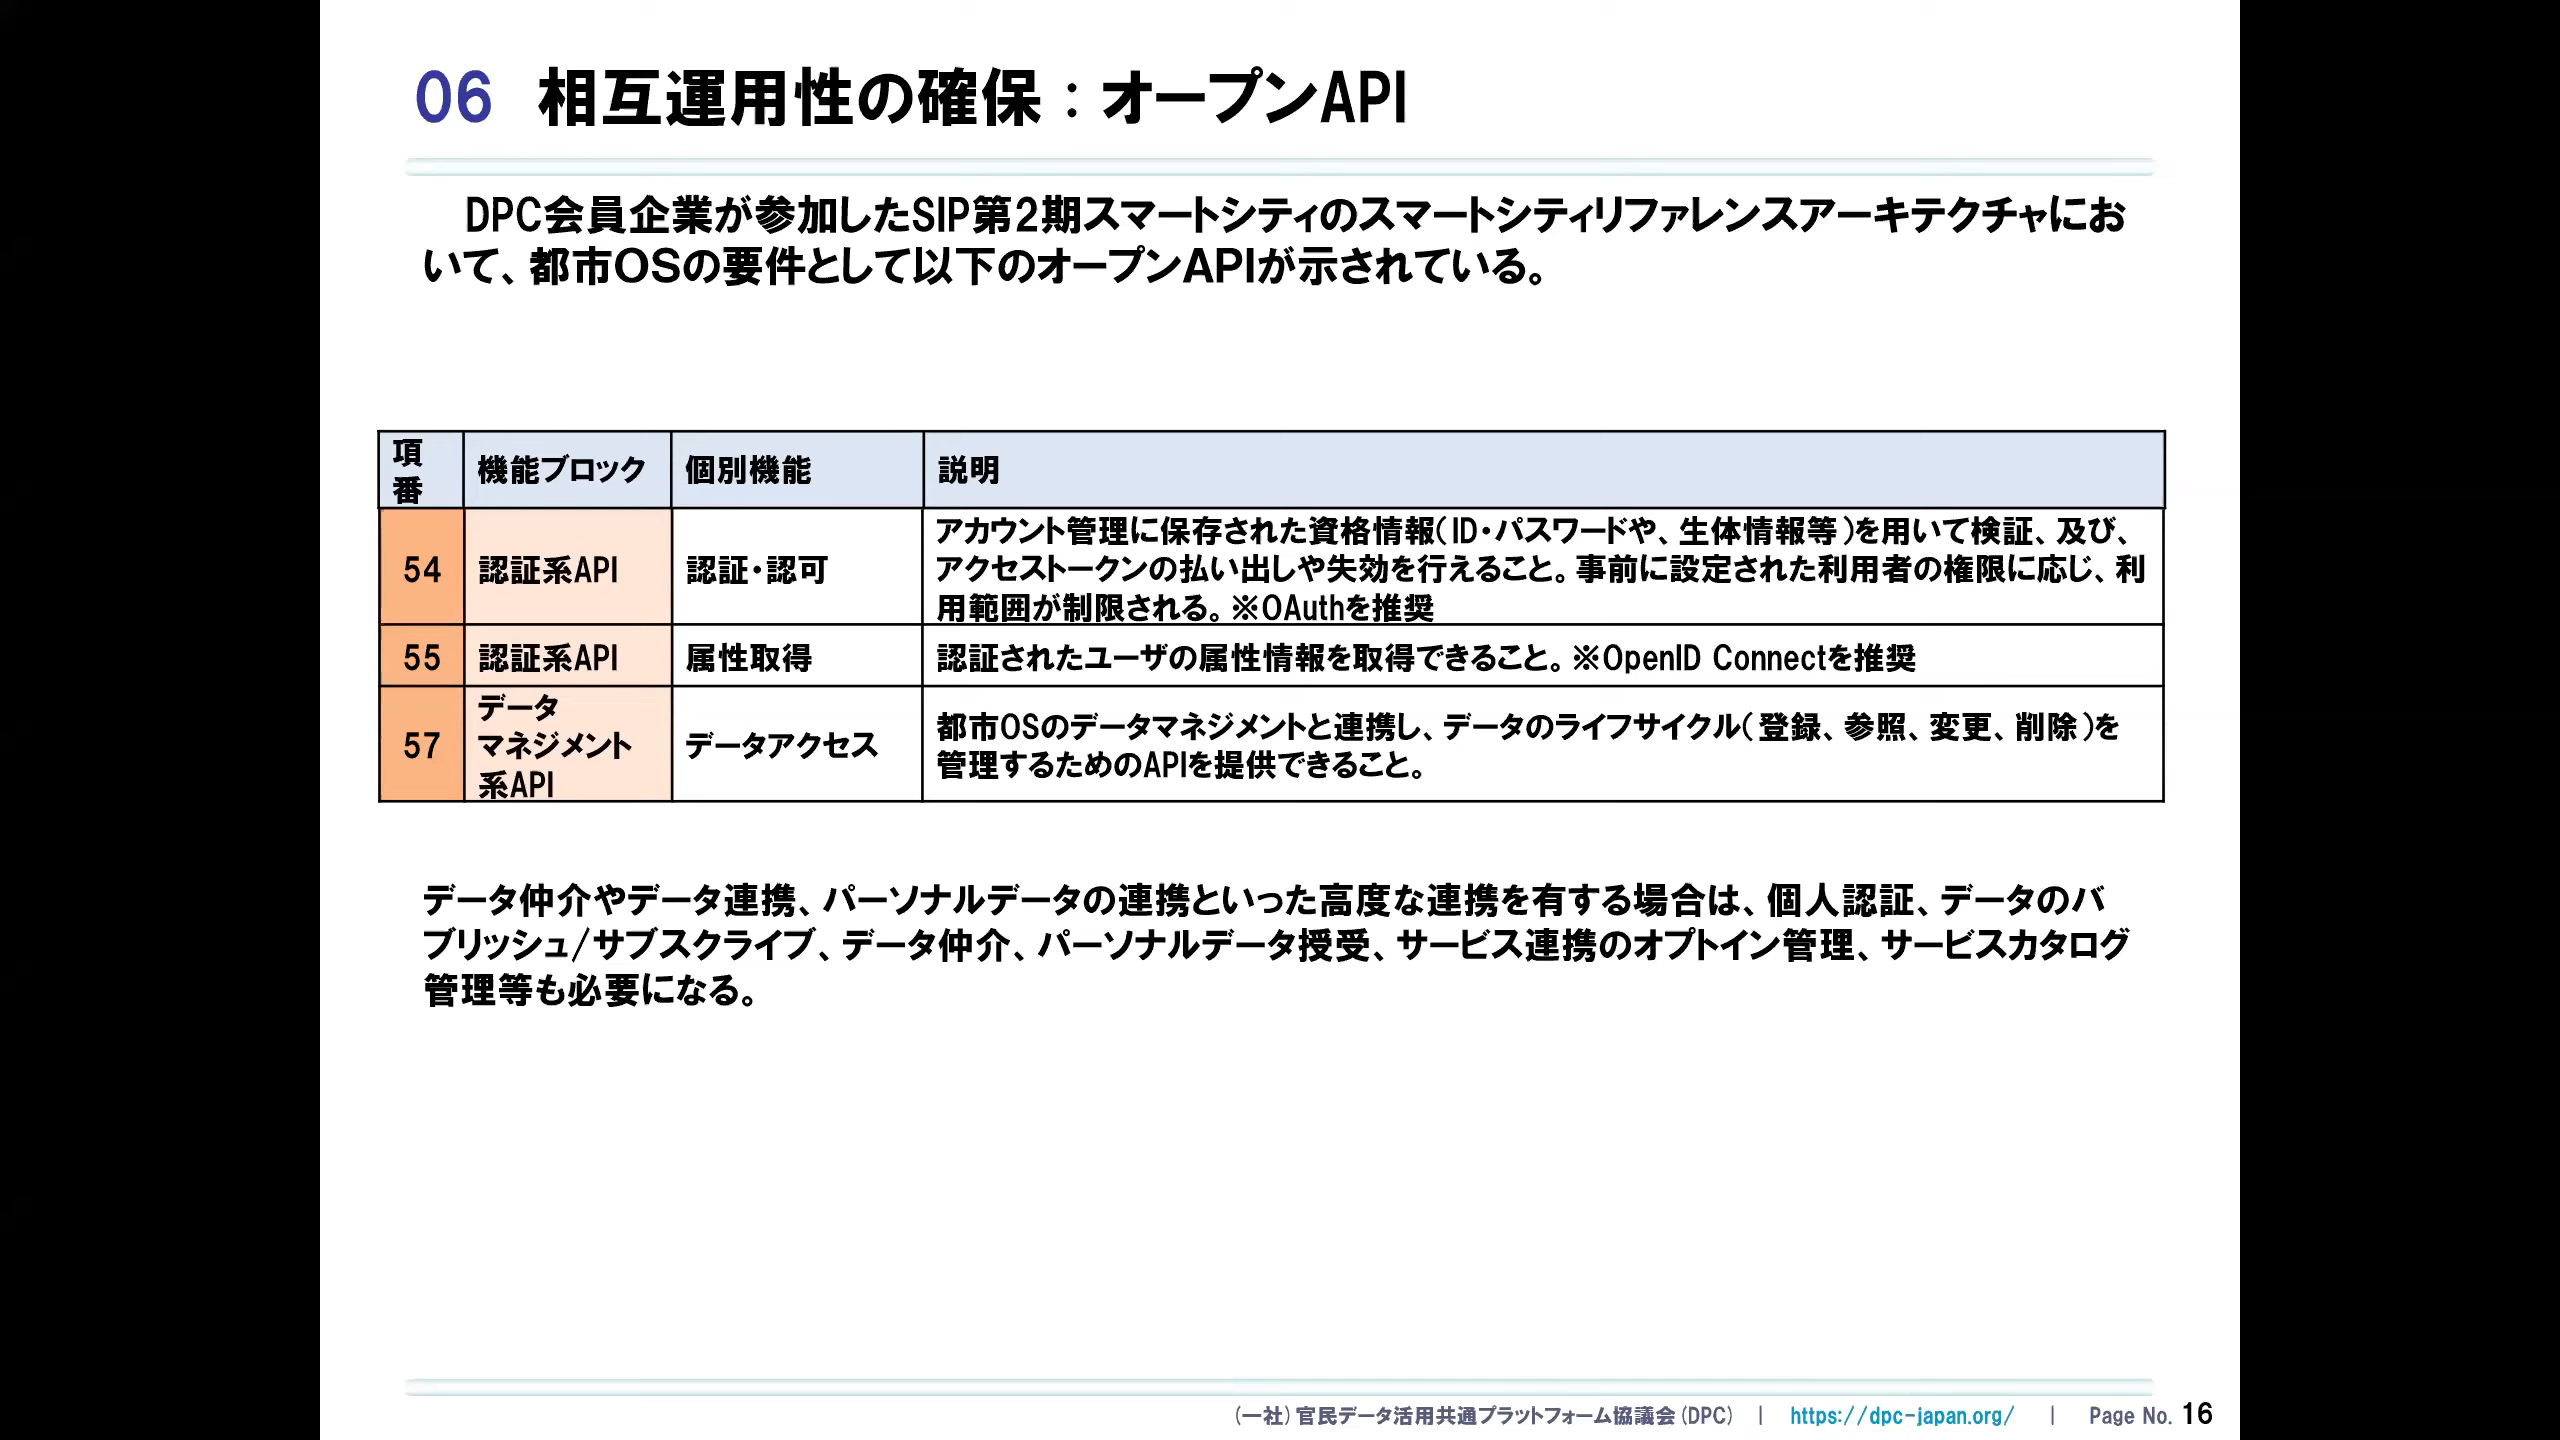 06 相互運用性の確保：オープンAPI
DPC会員企業が参加したSIP第2期スマートシティのスマートシティリファレンスアーキテクチャにお
いて、都市OSの要件として以下のオープンAPIが示されている。
項
番
機能ブロック
個別機能
説明
54
認証系API
認証・認可
アカウント管理に保存された資格情報（ID・パスワードや、生体情報等）を用いて検証、及び、
アクセストークンの払い出しや失効を行えること。事前に設定された利用者の権限に応じ、利
用範囲が制限される。※OAuthを推奨
55
認証系API
属性取得
認証されたユーザの属性情報を取得できること。※OpenID Connectを推奨
57
データ
マネジメント
系API
データアクセス
都市OSのデータマネジメントと連携し、データのライフサイクル（登録、参照、変更、削除）を
管理するためのAPIを提供できること。
データ仲介やデータ連携、パーソナルデータの連携といった高度な連携を有する場合は、個人認証、データのパ
ブリッシュ/サブスクライブ、データ仲介、パーソナルデータ授受、サービス連携のオプトイン管理、サービスカタログ
管理等も必要になる。
(一社)官民データ活用共通プラットフォーム協議会(DPC) | https://dpc-japan.org/ | Page No. 16